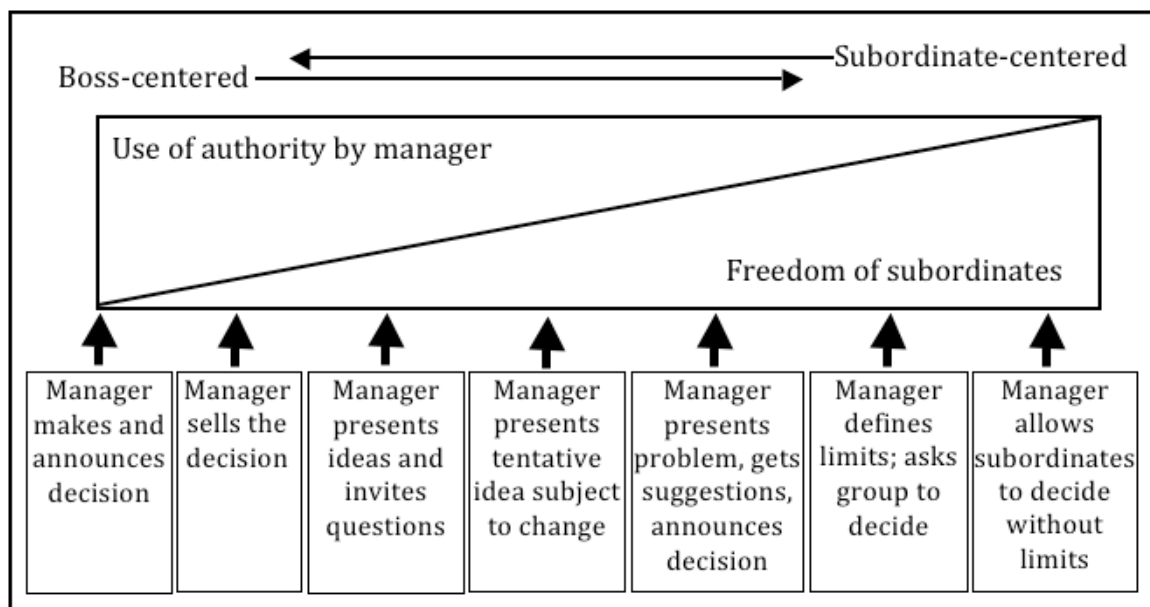 Subordinate-centered
Boss-centered
Use of authority by manager
Freedom of subordinates
Manager
makes and
announces
decision
Manager
sells the
decision
Manager
presents
ideas and
invites
questions
Manager
presents
tentative
idea subject
to change
Manager
presents
problem, gets
suggestions,
announces
decision
Manager
defines
limits; asks
group to
decide
Manager
allows
subordinates
to decide
without
limits